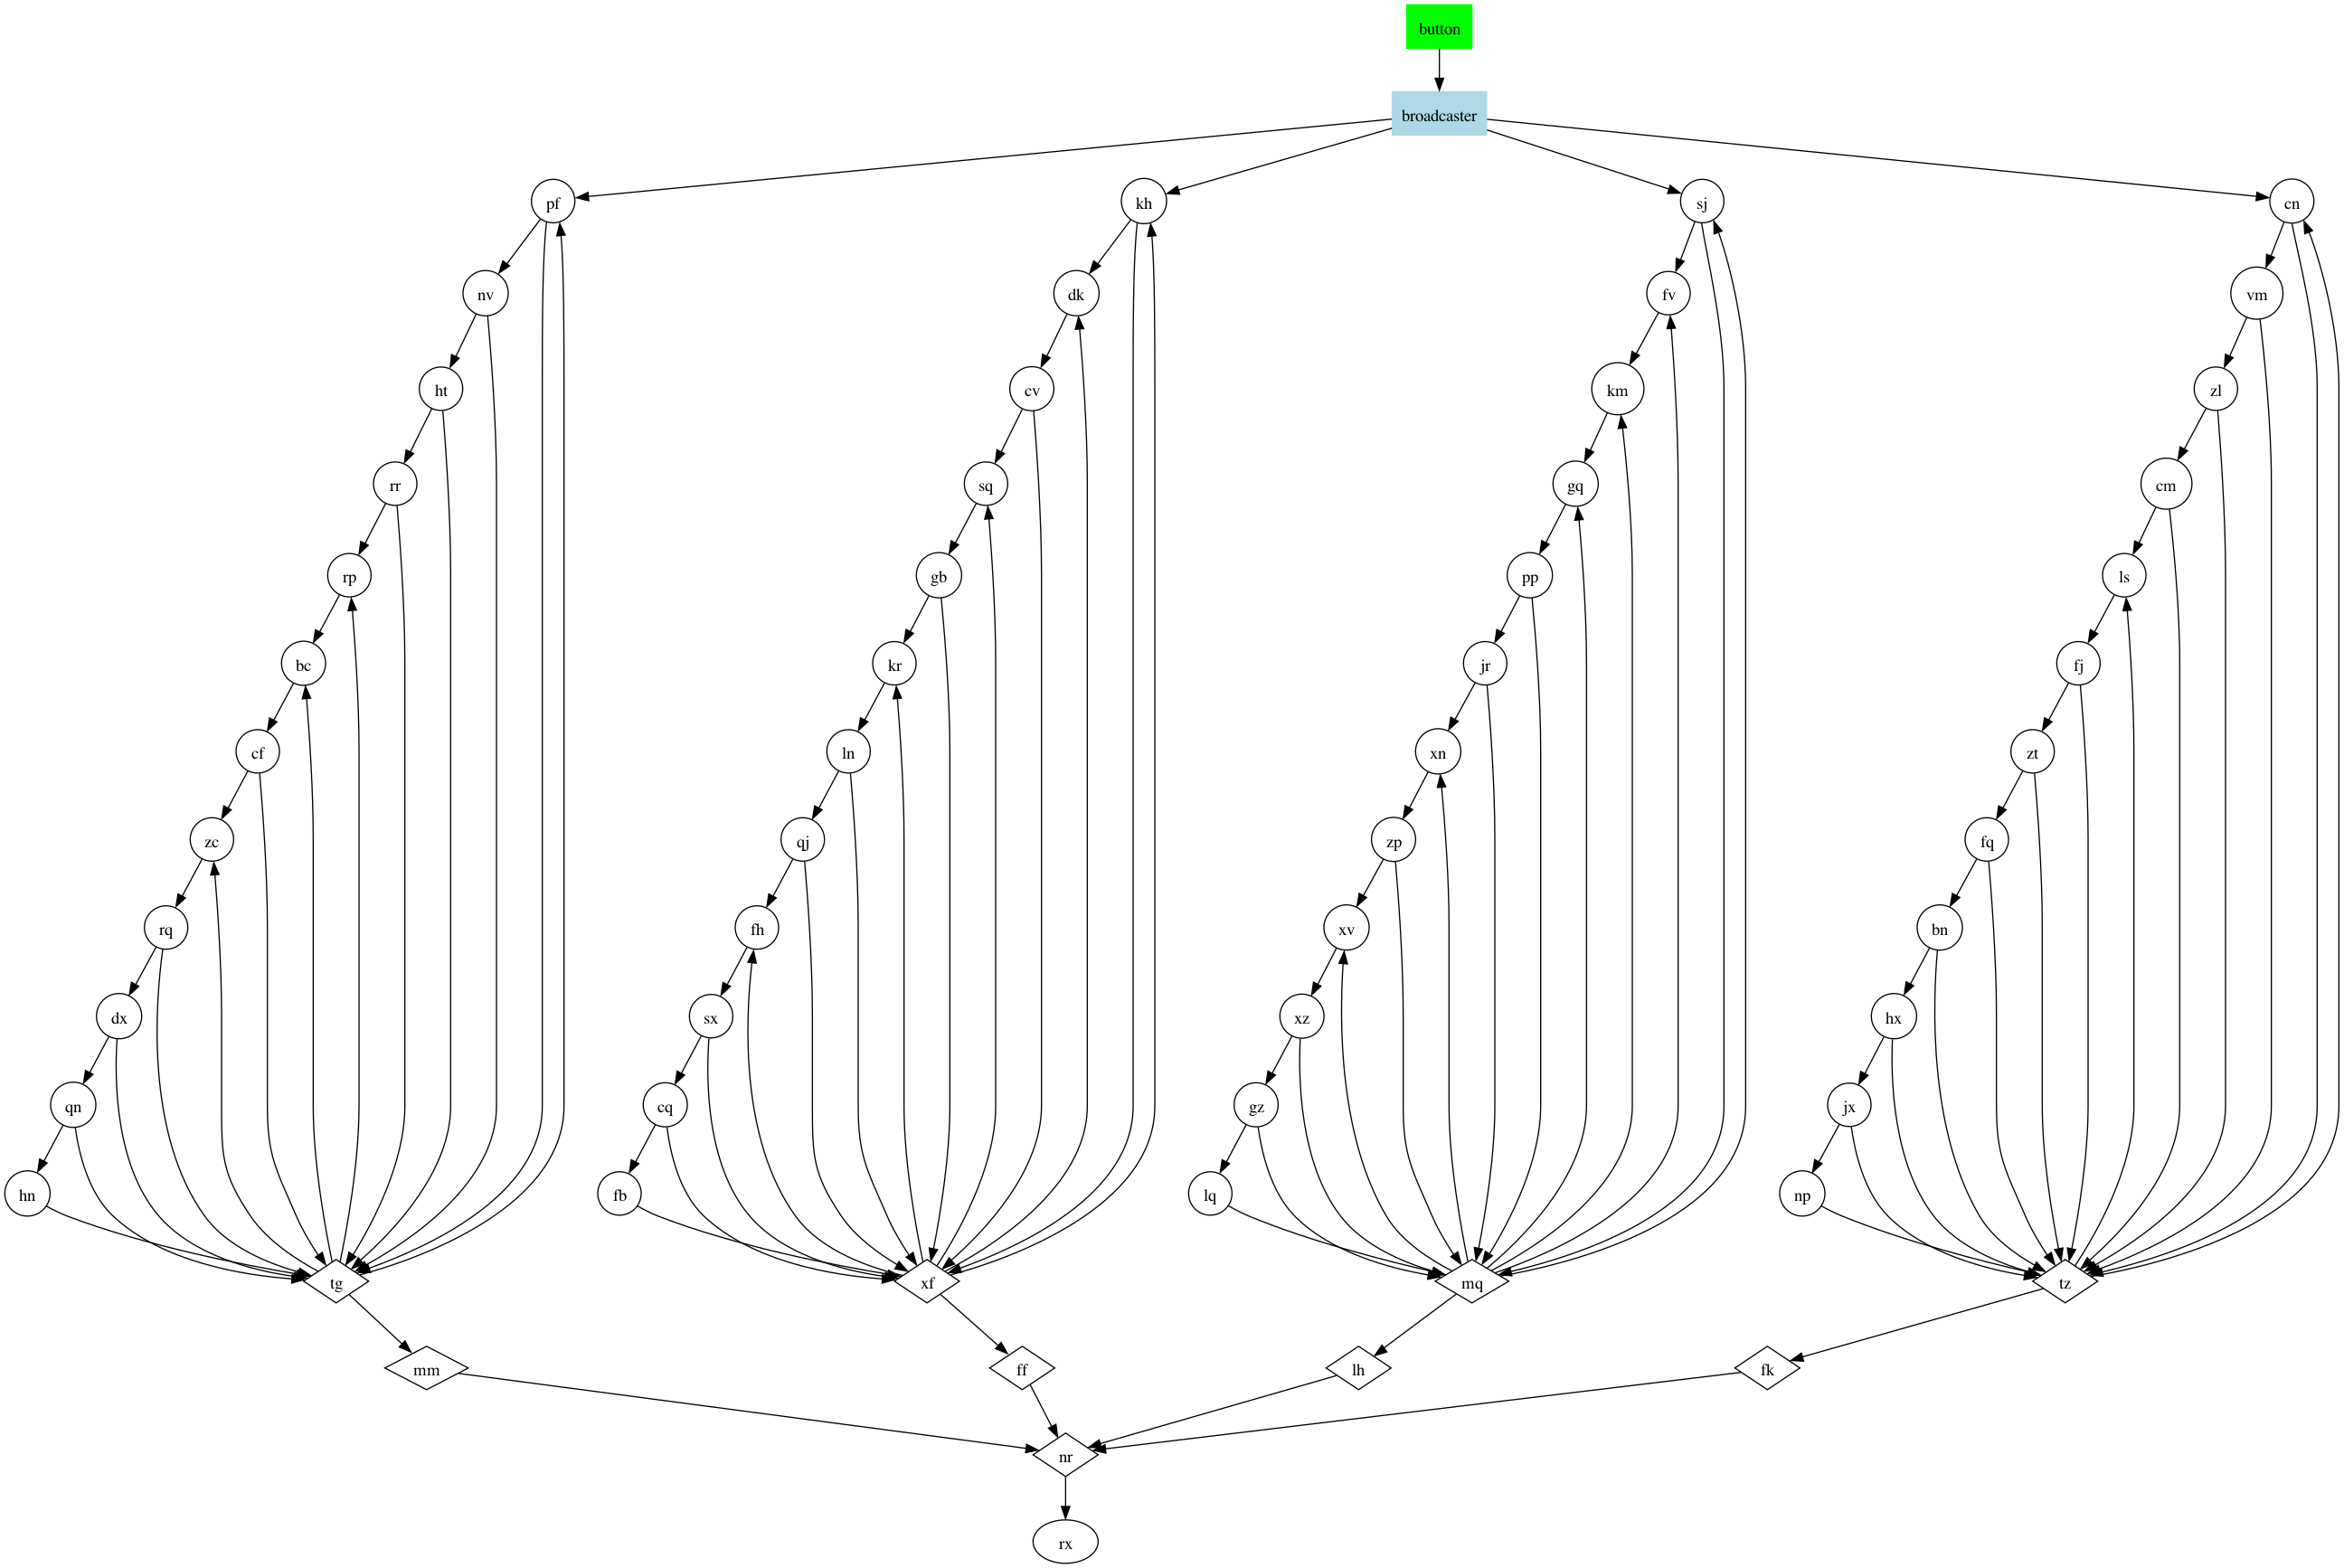 button
broadcaster
pf
kh
sj
cn
nv
dk
fv
vm
ht
cv
km
zl
rr
sq
gq
cm
rp
gb
pp
ls
bc
kr
jr
fj
cf
ln
xn
zt
zc
qj
zp
fq
rq
fh
xv
bn
dx
sx
xz
hx
qn
cq
gz
jx
hn
fb
lq
np
tg
xf
mq
tz
mm
ff
lh
fk
nr
rx